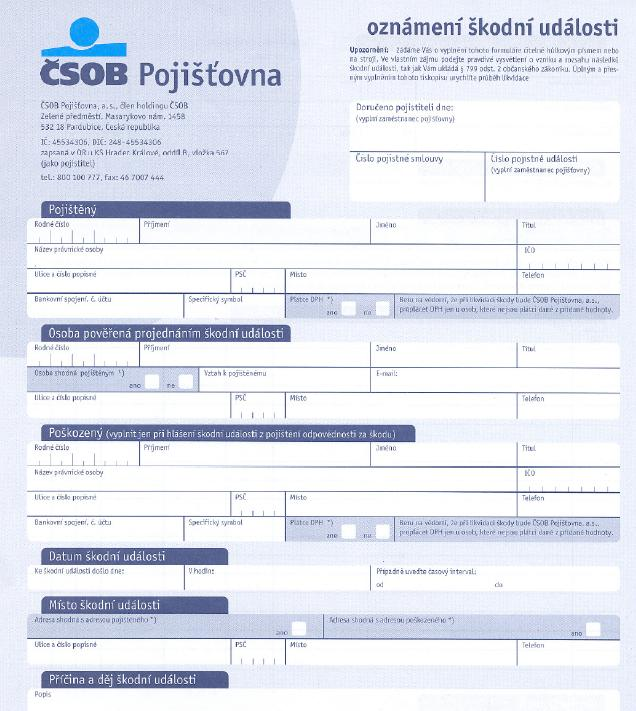 ČSOB Pojišťovna
oznámení škodní události
Upozornění: žádáme Vás o vyplnění tohoto formuláře čitelně hůlkovým písmem nebo
na stroji. Ve vlastním zájmu podejte pravdivé vysvětlení o vzniku a rozsahu následků
škodní události, tak jak Vám ukládá § 799 odst. 2 občanského zákoníku. Úplným a přes-
ným vyplněním tohoto tiskopisu urychlíte průběh likvidace
ČSOB Pojišťovna, a. s., člen holdingu ČSOB
Zelené předměstí, Masarykovo nám. 1458
532 18 Pardubice, Česká republika
IČ: 45534306, DIČ: 248-45534306
zapsaná v OR u KS Hradec Králové, oddíl B, vložka 567
(jako pojistitel)
tel.: 800 100 777, fax: 46 7007 444
Doručeno pojistiteli dne:
(vyplní zaměstnanec pojišťovny)
Číslo pojistné smlouvy
Číslo pojistné události
(vyplní zaměstnanec pojišťovny)
Pojištěný
Rodné číslo Příjmení Jméno Titul
Název právnické osoby IČO
Ulice a číslo popisné PSČ Místo Telefon
Bankovní spojení, č. účtu Specifický symbol Plátce DPH *) ano ne
Beru na vědomí, že při likvidaci škody bude ČSOB Pojišťovna, a.s.,
proplácet DPH jen u osob, které nejsou plátci daně z přidané hodnoty.
Osoba pověřená projednáním škodní události
Rodné číslo Příjmení Jméno Titul
Osoba shodná pojištěným *) ano ne Vztah k pojištěnému E-mail:
Ulice a číslo popisné PSČ Místo Telefon
Poškozený (vyplnit jen při hlášení škodní události z pojištění odpovědnosti za škodu)
Rodné číslo Příjmení Jméno Titul
Název právnické osoby IČO
Ulice a číslo popisné PSČ Místo Telefon
Bankovní spojení, č. účtu Specifický symbol Plátce DPH *) ano ne
Beru na vědomí, že při likvidaci škody bude ČSOB Pojišťovna, a.s.,
proplácet DPH jen u osob, které nejsou plátci daně z přidané hodnoty.
Datum škodní události
Ke škodní události došlo dne: V hodin: Případně uveďte časový interval:
od do
Místo škodní události
Adresa shodná s adresou pojištěného *) ano Adresa shodná s adresou poškozeného *) ano
Ulice a číslo popisné PSČ Místo Telefon
Příčina a děj škodní události
Popis